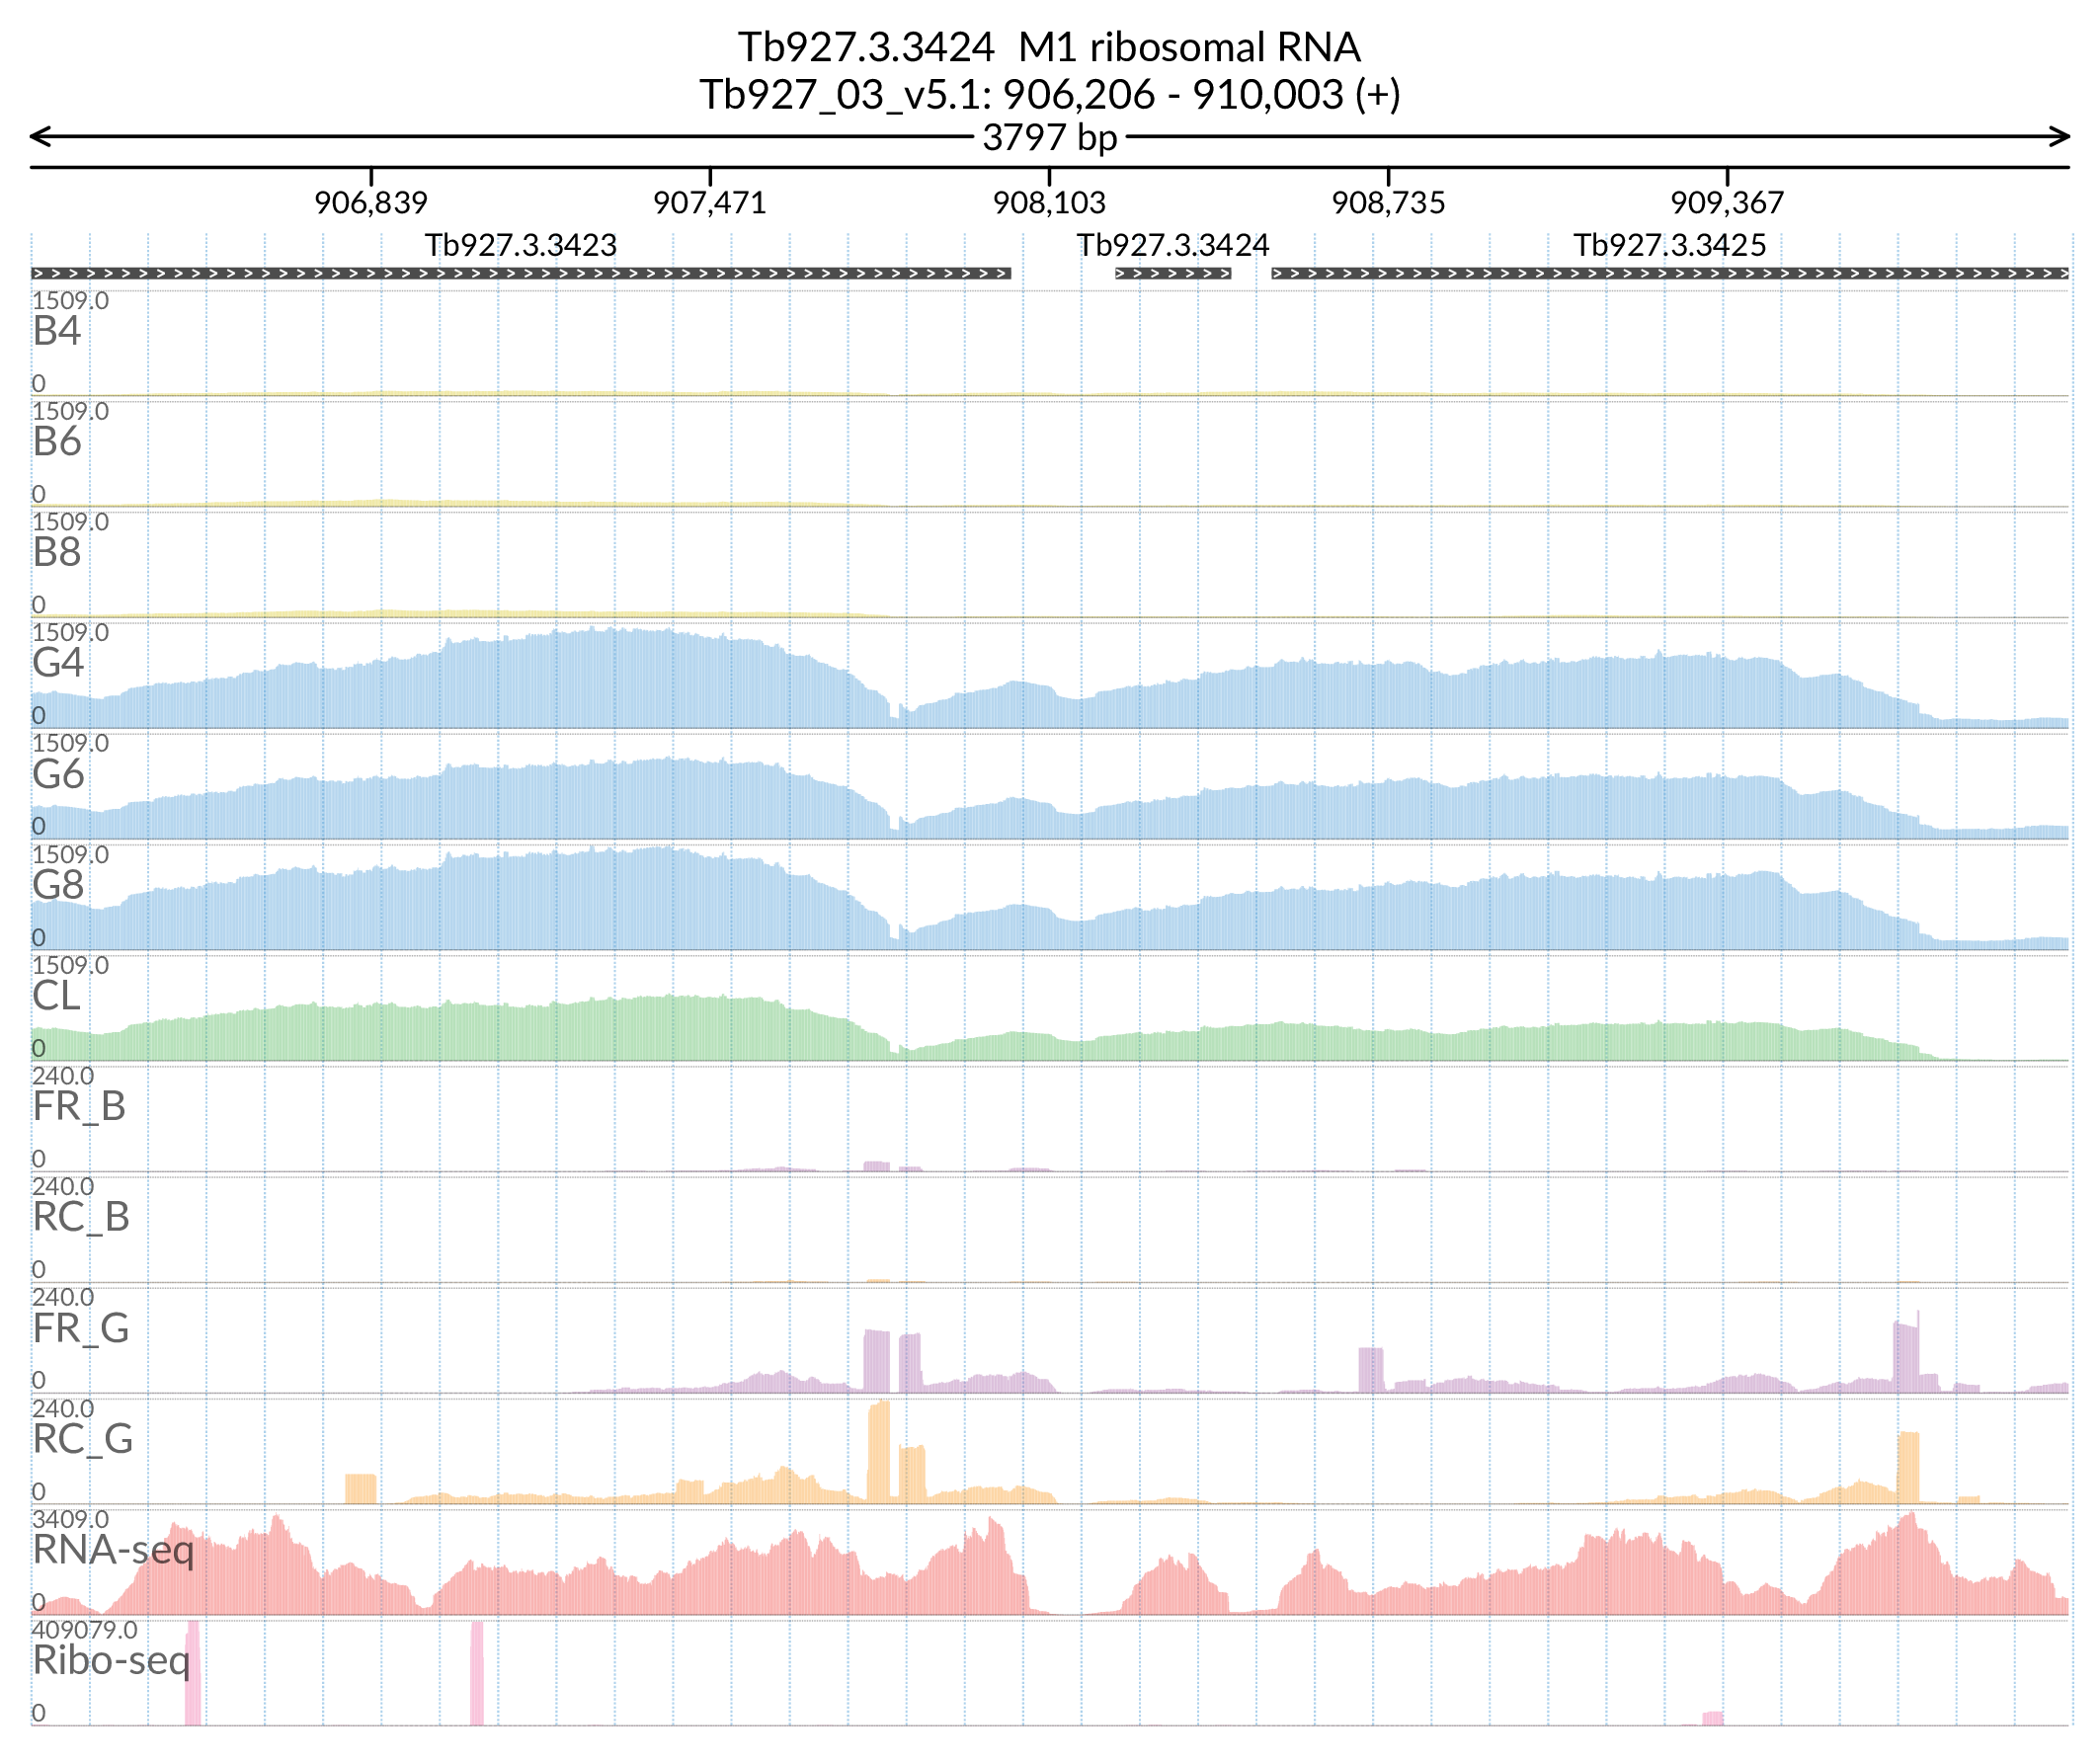 Tb927.3.3424  M1 ribosomal RNA
Tb927_03_v5.1: 906,206 - 910,003 (+)
3797 bp
906,839 907,471 908,103 908,735 909,367
Tb927.3.3423 Tb927.3.3424 Tb927.3.3425
1509.0
B4
0
1509.0
B6
0
1509.0
B8
0
1509.0
G4
0
1509.0
G6
0
1509.0
G8
0
1509.0
CL
0
240.0
FR_B
0
240.0
RC_B
0
240.0
FR_G
0
240.0
RC_G
0
3409.0
RNA-seq
0
409079.0
Ribo-seq
0